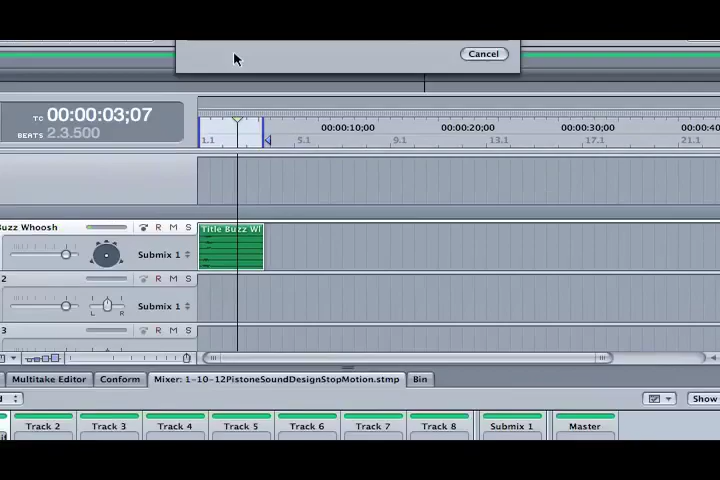 Cancel
TC 00:00:03;07
BEATS 2.3.500
00:00:10;00 00:00:20;00 00:00:30;00 00:00:40
1.1 5.1 9.1 13.1 17.1 21.1
Buzz Whoosh R M S
Title Buzz Wl
Submix 1
2 R M S
L R Submix 1
3 R M S
Multitake Editor Conform Mixer: 1-10-12PistoneSoundDesignStopMotion.stmp Bin
Show
Track 2 Track 3 Track 4 Track 5 Track 6 Track 7 Track 8 Submix 1 Master